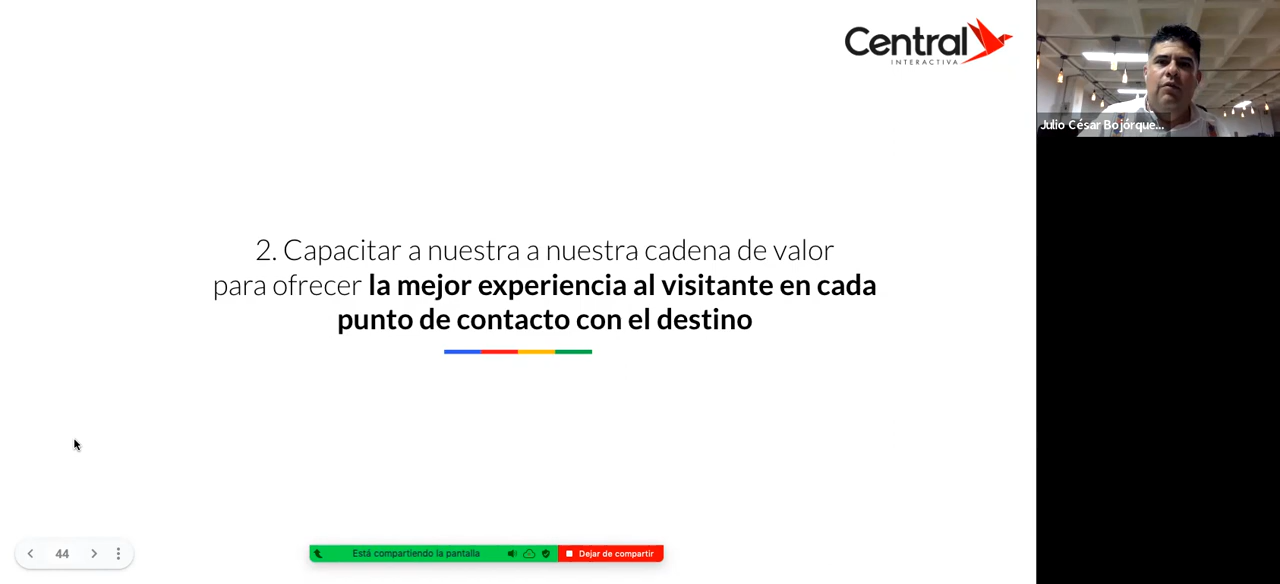 Central
INTERACTIVA
Julio César Bojórque...
2. Capacitar a nuestra a nuestra cadena de valor
para ofrecer la mejor experiencia al visitante en cada
punto de contacto con el destino
44
Está compartiendo la pantalla
Dejar de compartir